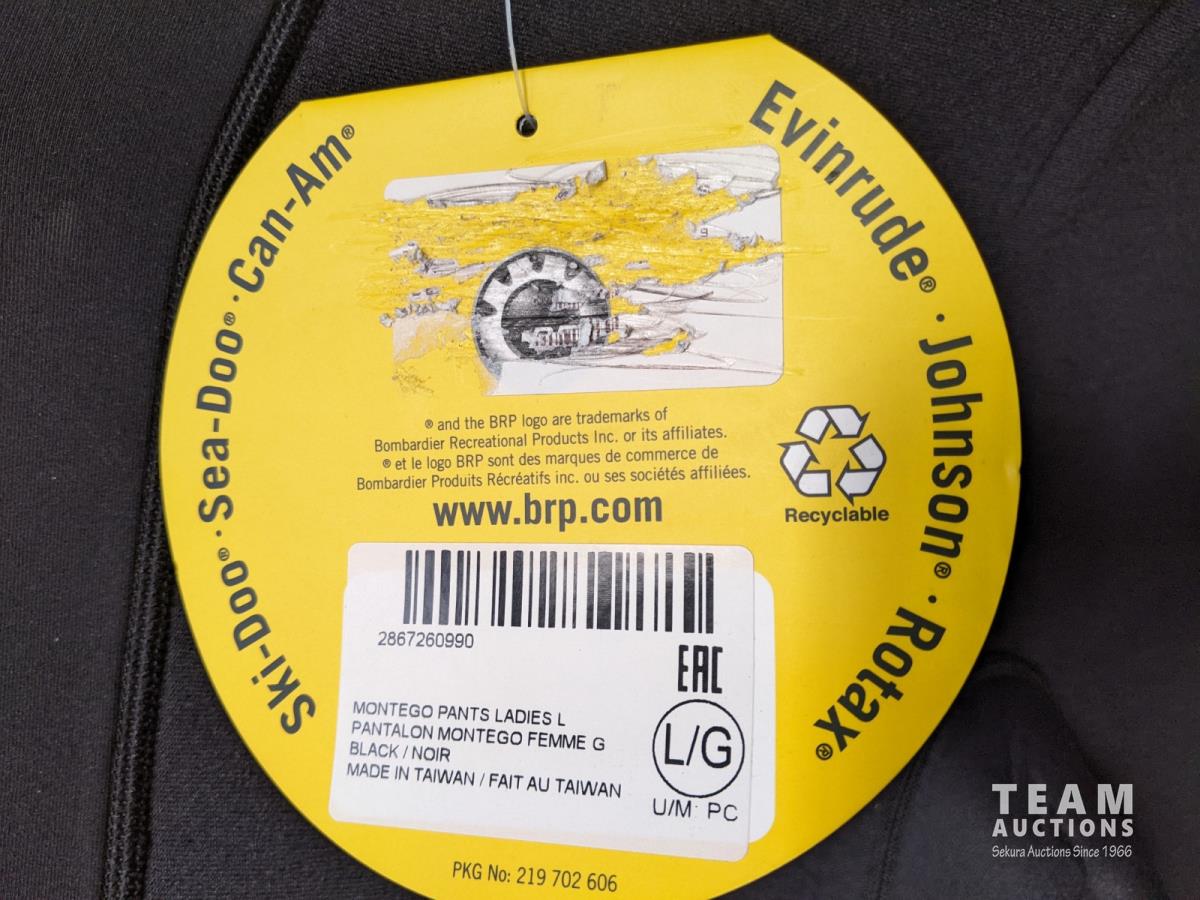 Ski-Doo® · Sea-Doo® · Can-Am®
Evinrude® · Johnson® · Rotax®
® and the BRP logo are trademarks of
Bombardier Recreational Products Inc. or its affiliates.
® et le logo BRP sont des marques de commerce de
Bombardier Produits Récréatifs inc. ou ses sociétés affiliées.
www.brp.com
Recyclable
2867260990
EAC
MONTEGO PANTS LADIES L
PANTALON MONTEGO FEMME G
BLACK / NOIR
MADE IN TAIWAN / FAIT AU TAIWAN
L/G
U/M: PC
PKG No: 219 702 606
TEAM
AUCTIONS
Sekura Auctions Since 1966